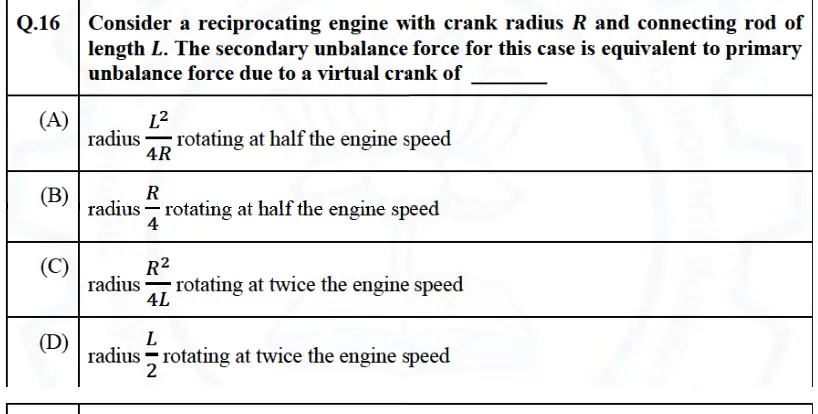 Q.16 Consider a reciprocating engine with crank radius R and connecting rod of
length L. The secondary unbalance force for this case is equivalent to primary
unbalance force due to a virtual crank of ________
(A) radius L²/4R rotating at half the engine speed
(B) radius R/4 rotating at half the engine speed
(C) radius R²/4L rotating at twice the engine speed
(D) radius L/2 rotating at twice the engine speed